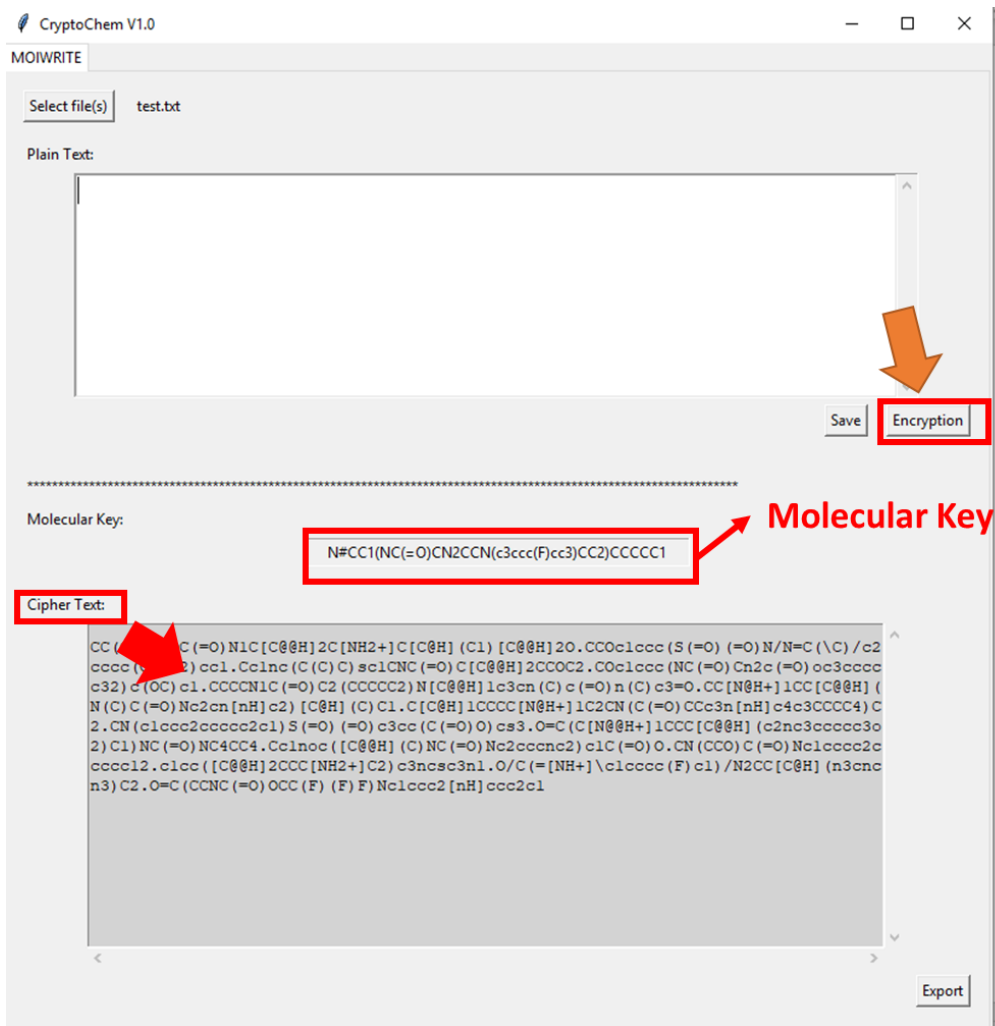 CryptoChem V1.0
MOIWRITE
Select file(s) test.txt
Plain Text:
Save Encryption
**********************************************************************************************************************
Molecular Key:
Molecular Key
N#CC1(NC(=O)CN2CCN(c3ccc(F)cc3)CC2)CCCCC1
Cipher Text:
CC( C(=O)N1C[C@@H]2C[NH2+]C[C@H](C1)[C@@H]2O.CCOc1ccc(S(=O)(=O)N/N=C(\C)/c2
cccc( 2)cc1.Cc1nc(C(C)C)sc1CNC(=O)C[C@@H]2CCOC2.COc1ccc(NC(=O)Cn2c(=O)oc3cccc
c32)c(OC)c1.CCCCN1C(=O)C2(CCCCC2)N[C@@H]1c3cn(C)c(=O)n(C)c3=O.CC[N@H+]1CC[C@@H](
N(C)C(=O)Nc2cn[nH]c2)[C@H](C)C1.C[C@H]1CCCC[N@H+]1C2CN(C(=O)CCc3n[nH]c4c3CCCC4)C
2.CN(c1ccc2ccccc2c1)S(=O)(=O)c3cc(C(=O)O)cs3.O=C(C[N@@H+]1CCC[C@@H](c2nc3ccccc3o
2)C1)NC(=O)NC4CC4.Cc1noc([C@@H](C)NC(=O)Nc2cccnc2)c1C(=O)O.CN(CCO)C(=O)Nc1cccc2c
cccc12.c1cc([C@@H]2CCC[NH2+]C2)c3ncsc3n1.O/C(=[NH+]\c1cccc(F)c1)/N2CC[C@H](n3cnc
n3)C2.O=C(CCNC(=O)OCC(F)(F)F)Nc1ccc2[nH]ccc2c1
Export